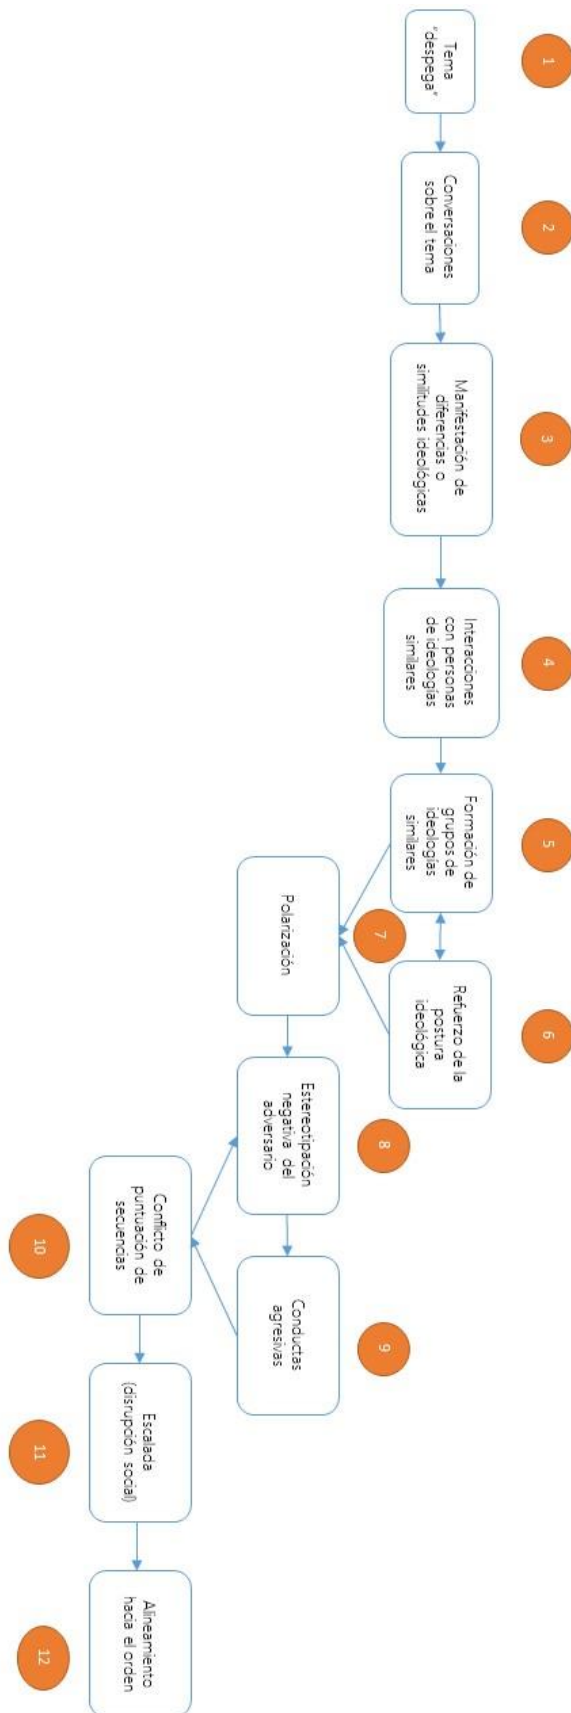 1
Tema
"despega"
2
Conversaciones
sobre el tema
3
Manifestación de
diferencias o
similitudes ideológicas
4
Interacciones
con personas
de ideologías
similares
5
Formación de
grupos de
ideologías
similares
6
Refuerzo de la
postura
ideológica
7
Polarización
8
Estereotipación
negativa del
adversario
9
Conductas
agresivas
10
Conflicto de
puntuación de
secuencias
11
Escalada
(disrupción social)
12
Alineamiento
hacia el orden